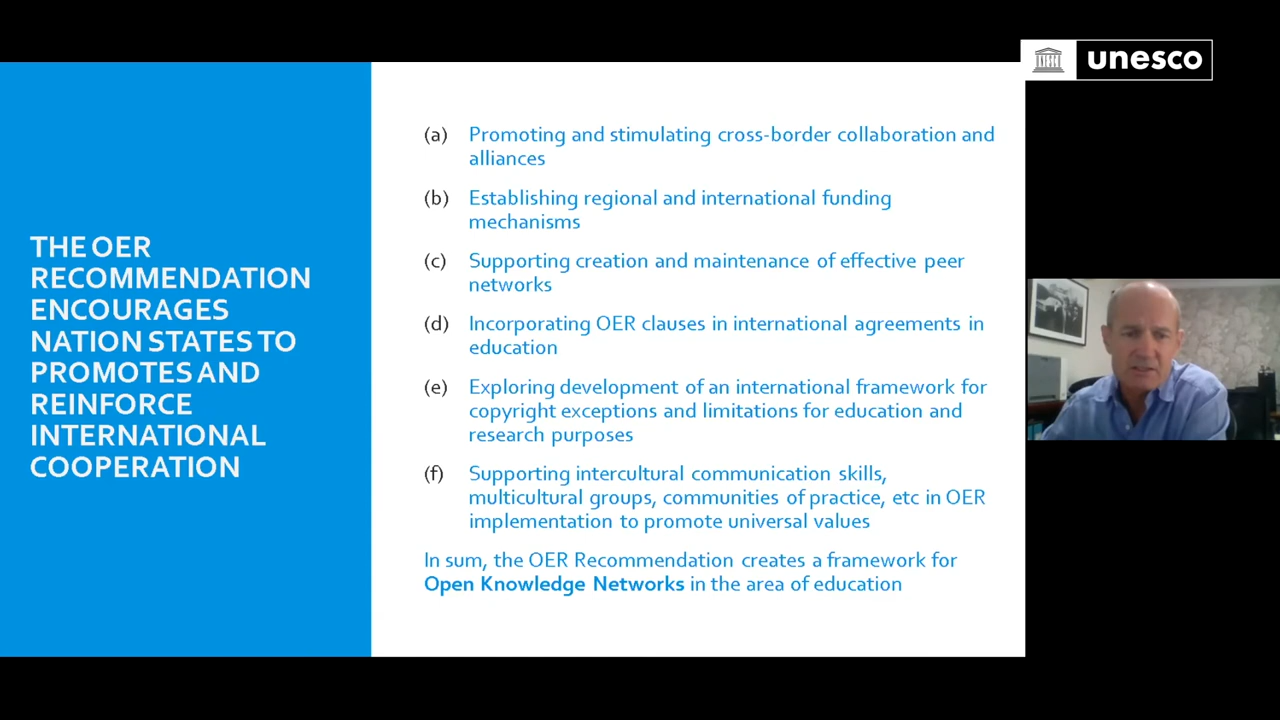 unesco
THE OER
RECOMMENDATION
ENCOURAGES
NATION STATES TO
PROMOTES AND
REINFORCE
INTERNATIONAL
COOPERATION
(a) Promoting and stimulating cross-border collaboration and
alliances
(b) Establishing regional and international funding
mechanisms
(c) Supporting creation and maintenance of effective peer
networks
(d) Incorporating OER clauses in international agreements in
education
(e) Exploring development of an international framework for
copyright exceptions and limitations for education and
research purposes
(f) Supporting intercultural communication skills,
multicultural groups, communities of practice, etc in OER
implementation to promote universal values
In sum, the OER Recommendation creates a framework for
Open Knowledge Networks in the area of education